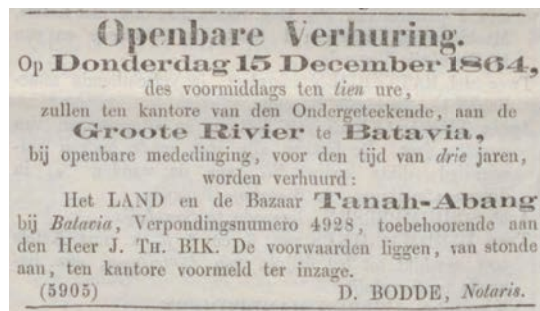 Openbare Verhuring.
Op Donderdag 15 December 1864,
des voormiddags ten tien ure,
zullen ten kantore van den Ondergeteekende, aan de
Groote Rivier te Batavia,
bij openbare mededinging, voor den tijd van drie jaren,
worden verhuurd:
Het LAND en de Bazaar Tanah-Abang
bij Batavia, Verpondingsnumero 4928, toebehoorende aan
den Heer J. TH. BIK. De voorwaarden liggen, van stonde
aan, ten kantore voormeld ter inzage.
(5905) D. BODDE, Notaris.